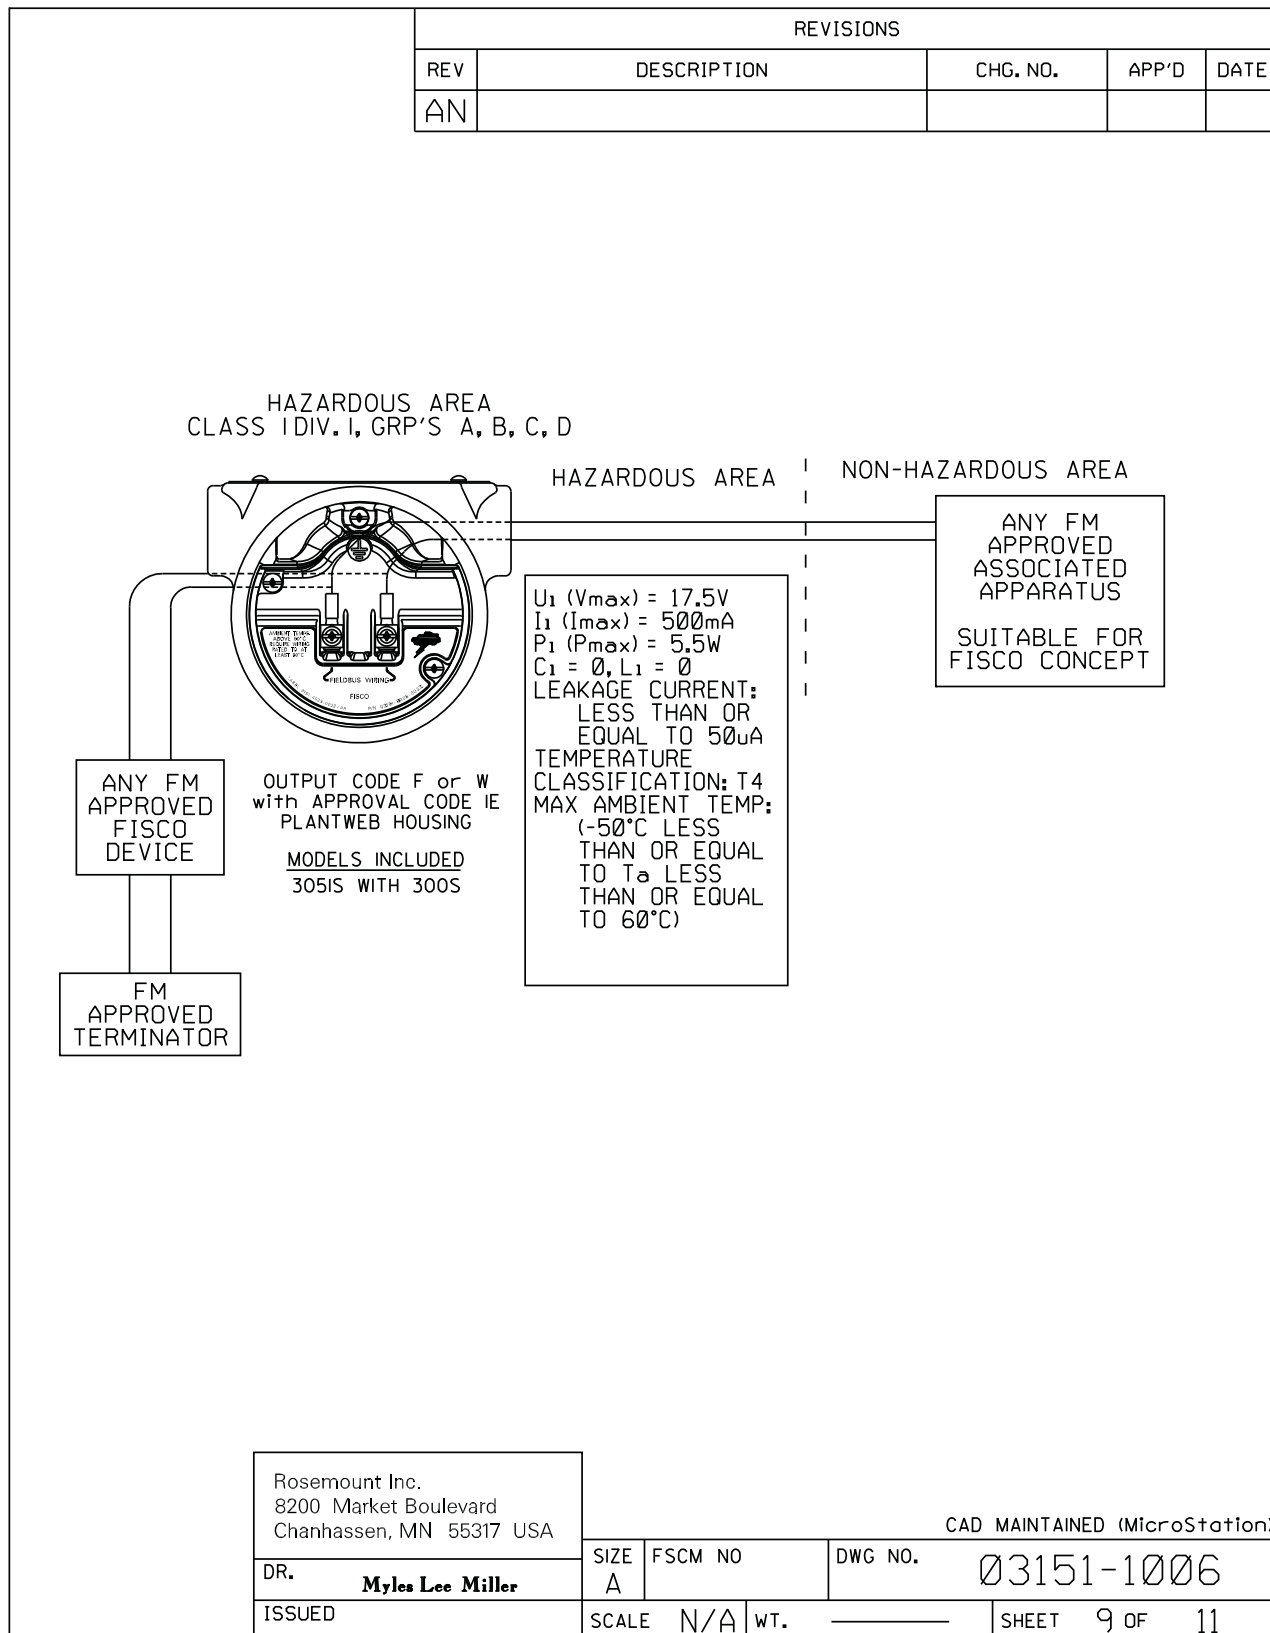 REVISIONS
REV DESCRIPTION CHG. NO. APP'D DATE
AN
HAZARDOUS AREA
CLASS I DIV. I, GRP'S A, B, C, D
HAZARDOUS AREA
NON-HAZARDOUS AREA
ANY FM
APPROVED
ASSOCIATED
APPARATUS
SUITABLE FOR
FISCO CONCEPT
U₁ (Vmax) = 17.5V
I₁ (Imax) = 500mA
P₁ (Pmax) = 5.5W
C₁ = 0, L₁ = 0
LEAKAGE CURRENT:
LESS THAN OR
EQUAL TO 50uA
TEMPERATURE
CLASSIFICATION: T4
MAX AMBIENT TEMP:
(-50°C LESS
THAN OR EQUAL
TO Ta LESS
THAN OR EQUAL
TO 60°C)
FIELDBUS WIRING
FISCO
OUTPUT CODE F or W
with APPROVAL CODE IE
PLANTWEB HOUSING
MODELS INCLUDED
3051S WITH 300S
ANY FM
APPROVED
FISCO
DEVICE
FM
APPROVED
TERMINATOR
Rosemount Inc.
8200 Market Boulevard
Chanhassen, MN 55317 USA
CAD MAINTAINED (MicroStation)
DR. Myles Lee Miller
SIZE A
FSCM NO
DWG NO. 03151-1006
ISSUED
SCALE N/A WT.
SHEET 9 OF 11